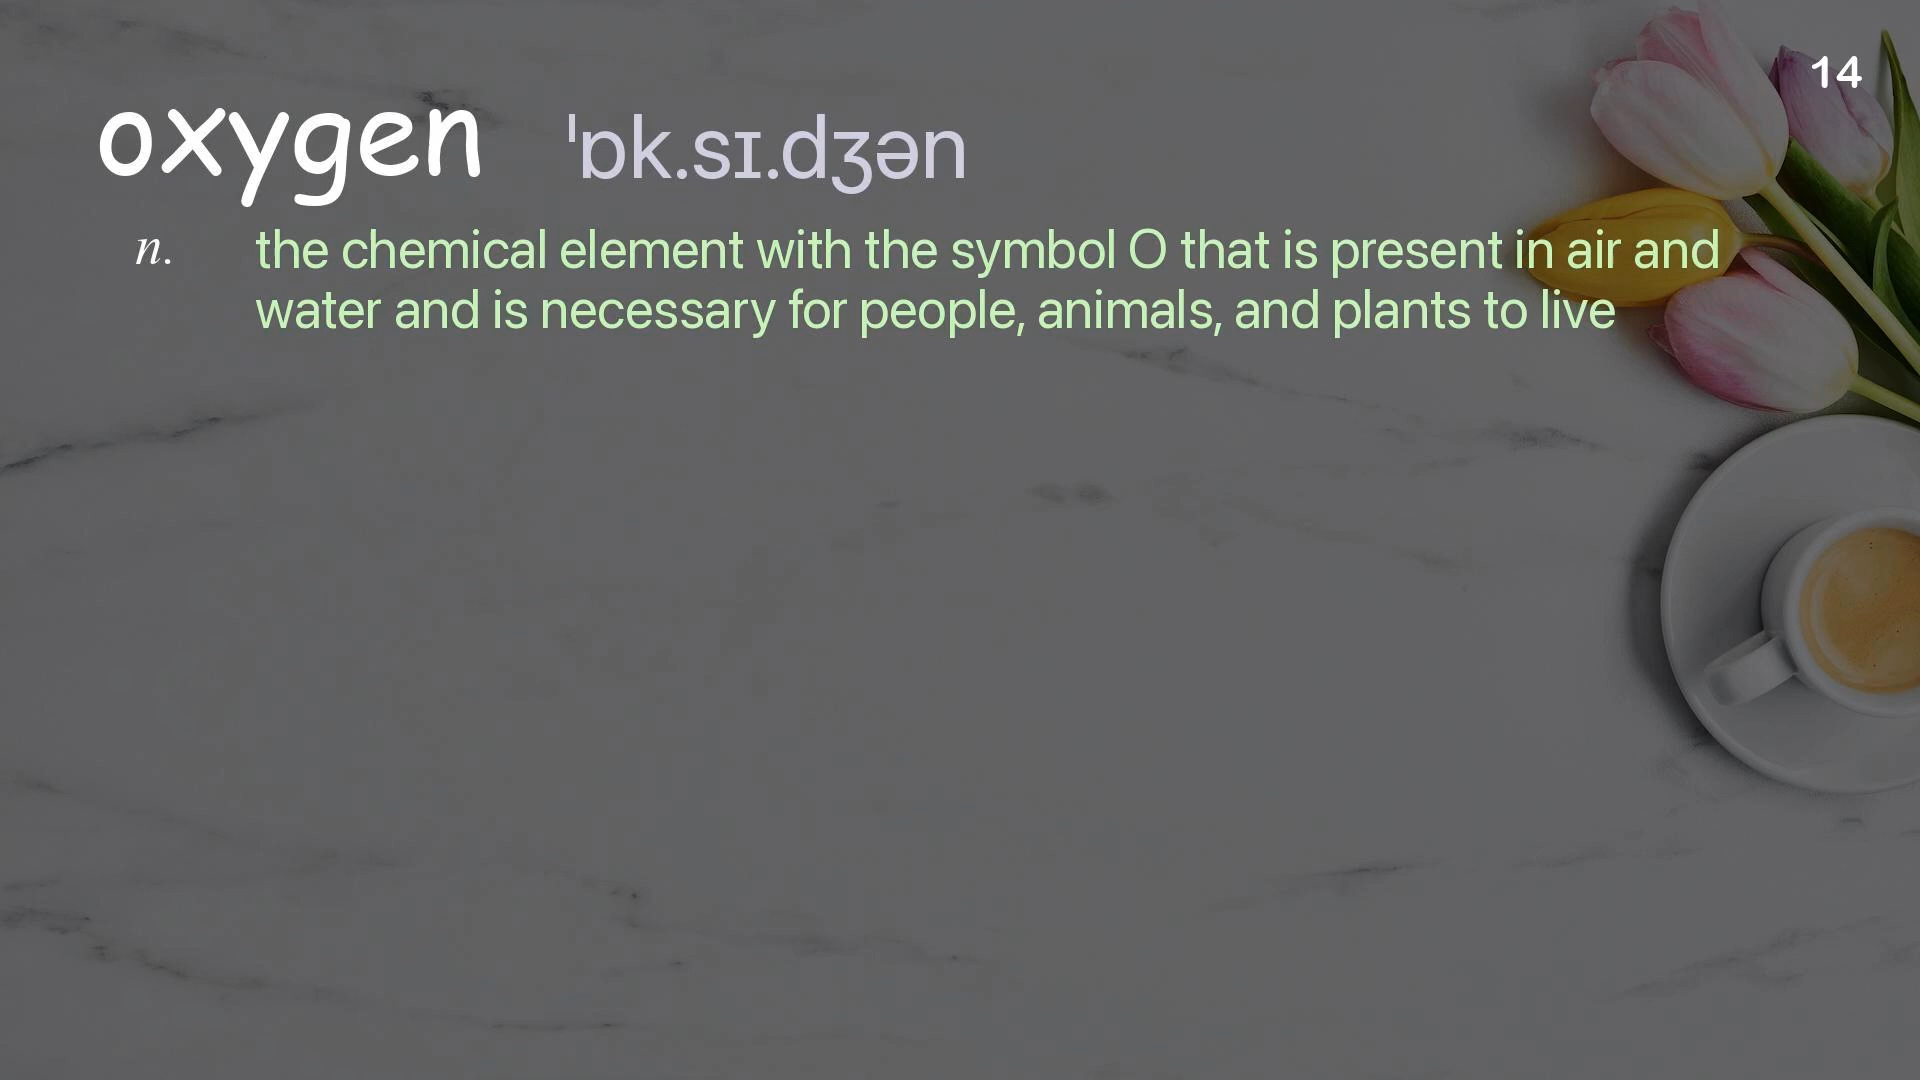 14
oxygen ˈɒk.sɪ.dʒən
n. the chemical element with the symbol O that is present in air and
water and is necessary for people, animals, and plants to live